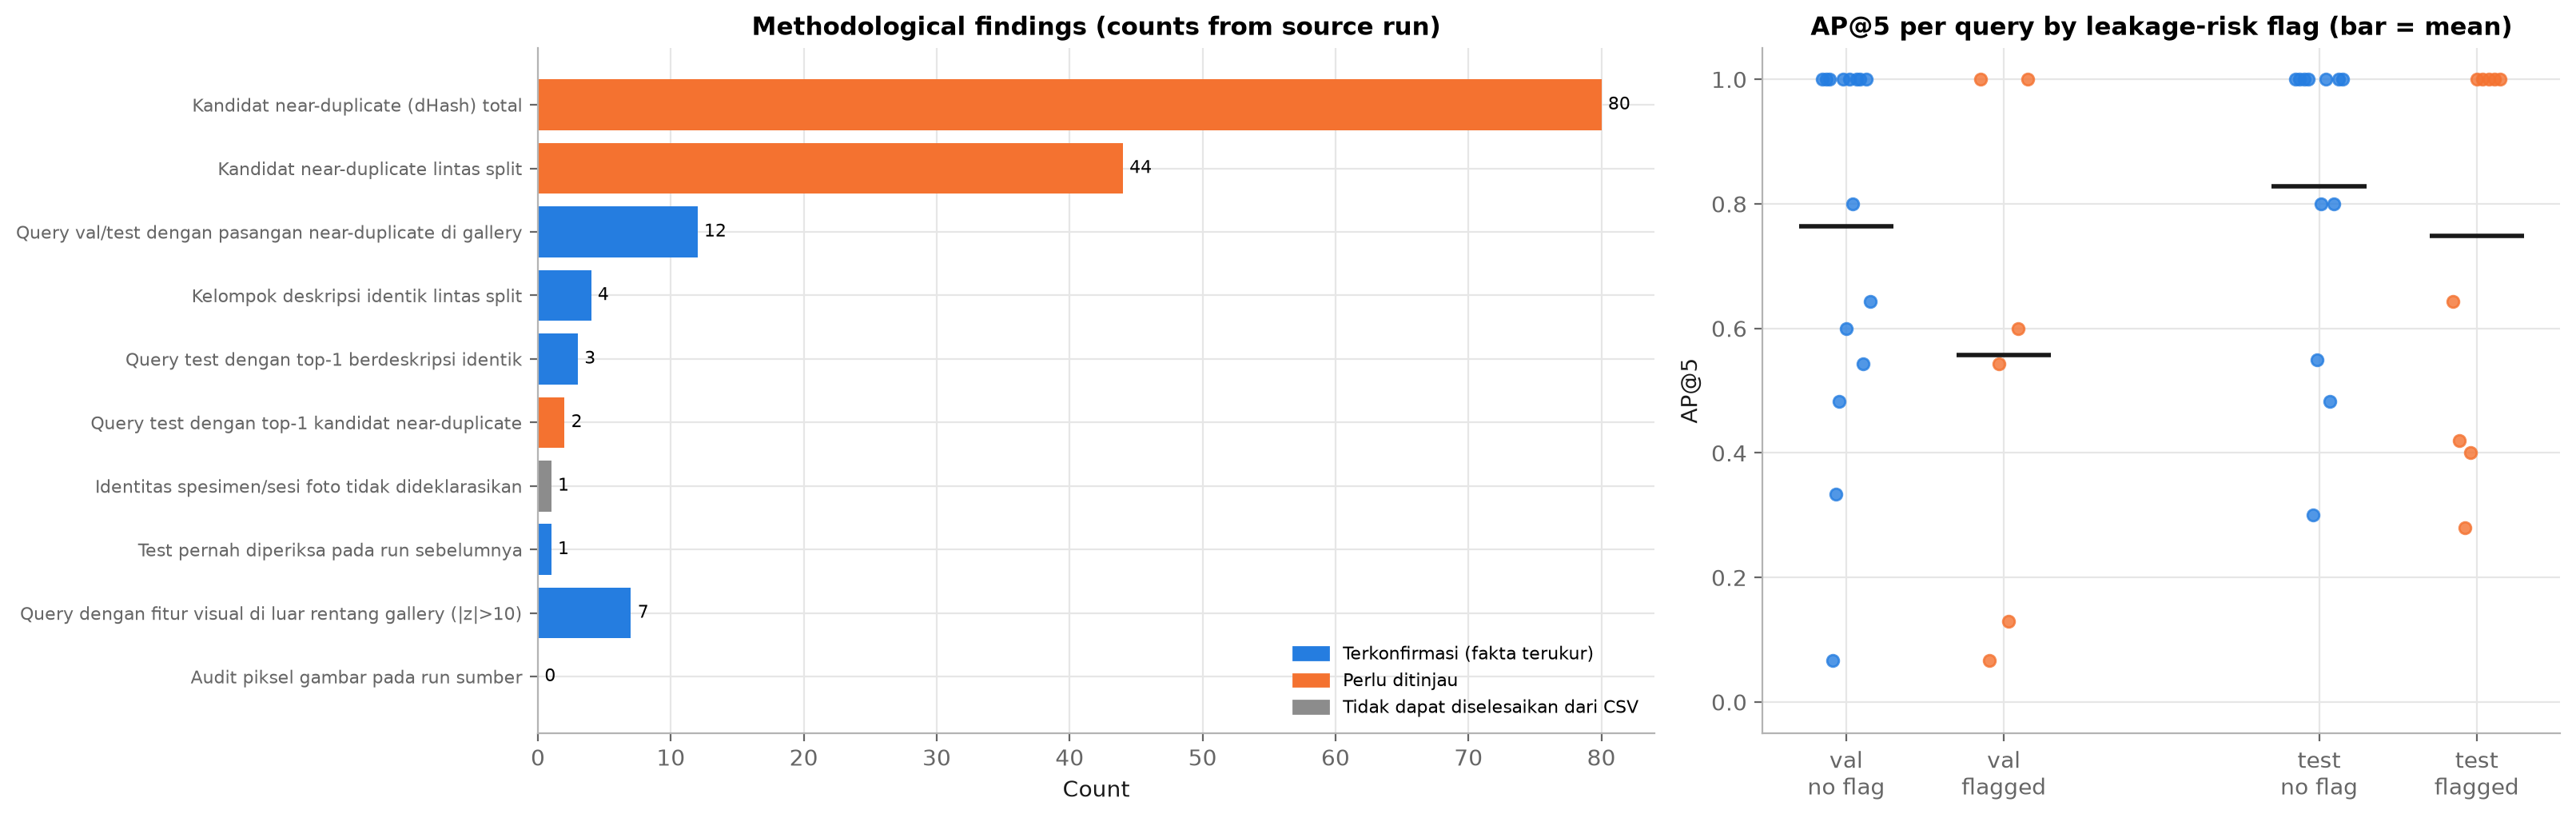 Methodological findings (counts from source run)
Kandidat near-duplicate (dHash) total
80
Kandidat near-duplicate lintas split
44
Query val/test dengan pasangan near-duplicate di gallery
12
Kelompok deskripsi identik lintas split
4
Query test dengan top-1 berdeskripsi identik
3
Query test dengan top-1 kandidat near-duplicate
2
Identitas spesimen/sesi foto tidak dideklarasikan
1
Test pernah diperiksa pada run sebelumnya
1
Query dengan fitur visual di luar rentang gallery (|z|>10)
7
Audit piksel gambar pada run sumber
0
Terkonfirmasi (fakta terukur)
Perlu ditinjau
Tidak dapat diselesaikan dari CSV
0 10 20 30 40 50 60 70 80
Count
AP@5 per query by leakage-risk flag (bar = mean)
AP@5
1.0
0.8
0.6
0.4
0.2
0.0
val
no flag
val
flagged
test
no flag
test
flagged